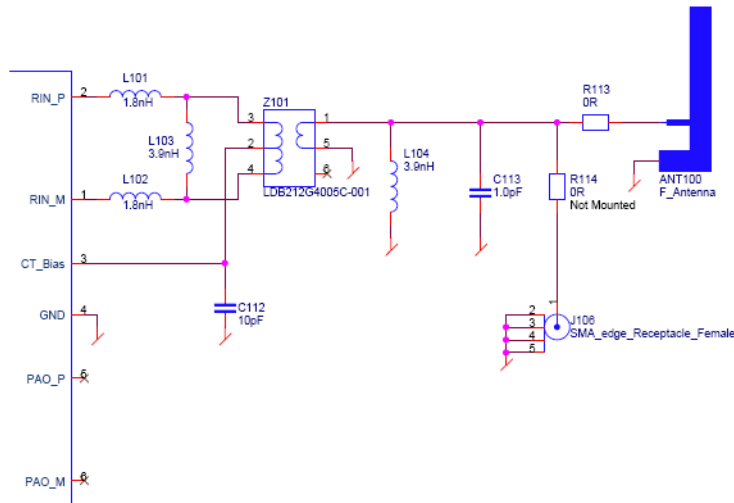 L101
RIN_P
2
1.8nH
Z101
3
1
L103
3.9nH
2
5
4
6
LDB212G4005C-001
RIN_M
1
L102
1.8nH
L104
3.9nH
C113
1.0pF
R113
0R
R114
0R
Not Mounted
ANT100
F_Antenna
CT_Bias
3
C112
10pF
GND
4
1
2
3
4
5
J106
SMA_edge_Receptacle_Female
PAO_P
5
PAO_M
6